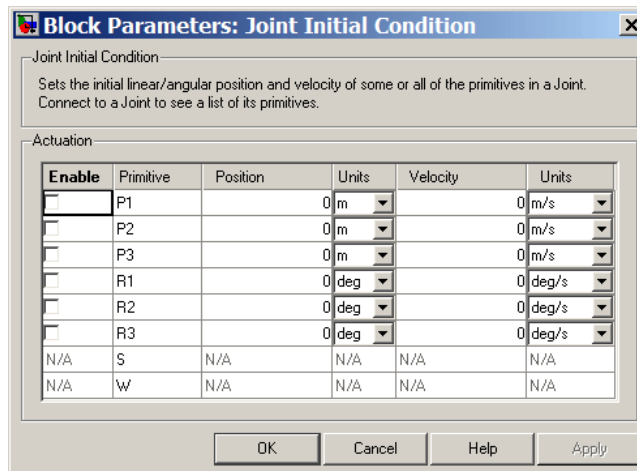 Block Parameters: Joint Initial Condition
Joint Initial Condition
Sets the initial linear/angular position and velocity of some or all of the primitives in a Joint.
Connect to a Joint to see a list of its primitives.
Actuation
Enable Primitive Position Units Velocity Units
P1 0 m 0 m/s
P2 0 m 0 m/s
P3 0 m 0 m/s
R1 0 deg 0 deg/s
R2 0 deg 0 deg/s
R3 0 deg 0 deg/s
N/A S N/A N/A N/A N/A
N/A W N/A N/A N/A N/A
OK Cancel Help Apply